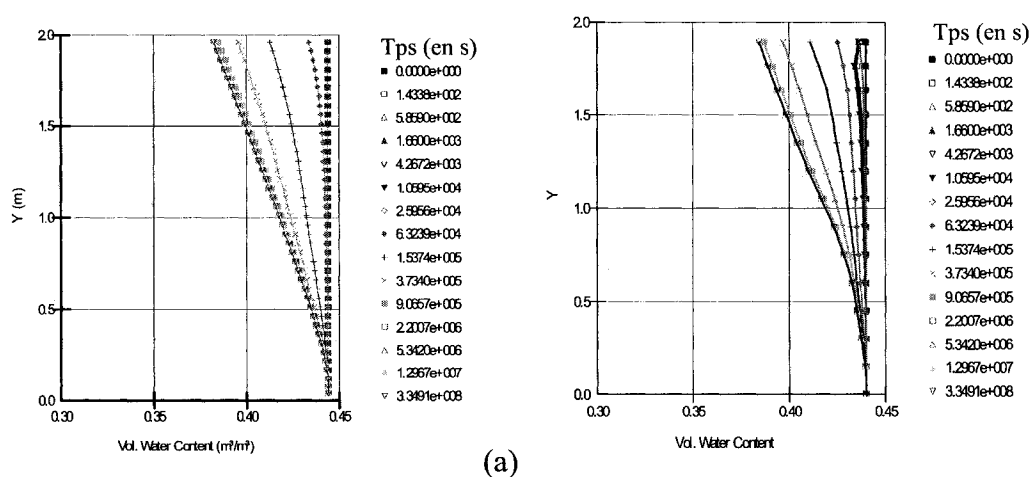 2.0
1.5
1.0
0.5
0.0
0.30
0.35
0.40
0.45
Y (m)
Vol. Water Content (m³/m³)
Tps (en s)
0.0000e+000
1.4338e+002
5.8590e+002
1.6600e+003
4.2672e+003
1.0595e+004
2.5956e+004
6.3239e+004
1.5374e+005
3.7340e+005
9.0657e+005
2.2007e+006
5.3420e+006
1.2967e+007
3.3491e+008
2.0
1.5
1.0
0.5
0.0
0.30
0.35
0.40
0.45
Y
Vol. Water Content
Tps (en s)
0.0000e+000
1.4338e+002
5.8590e+002
1.6600e+003
4.2672e+003
1.0595e+004
2.5956e+004
6.3239e+004
1.5374e+005
3.7340e+005
9.0657e+005
2.2007e+006
5.3420e+006
1.2967e+007
3.3491e+008
(a)